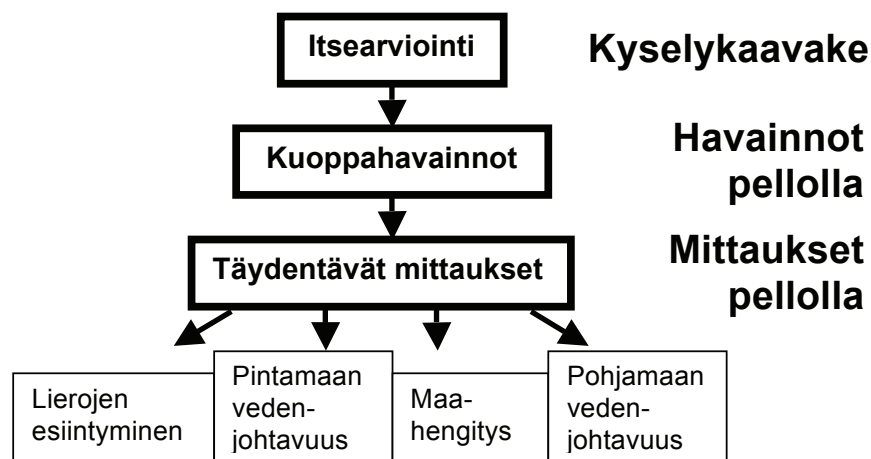 Itsearviointi
Kyselykaavake
Kuoppahavainnot
Havainnot
pellolla
Täydentävät mittaukset
Mittaukset
pellolla
Lierojen
esiintyminen
Pintamaan
veden-
johtavuus
Maa-
hengitys
Pohjamaan
veden-
johtavuus